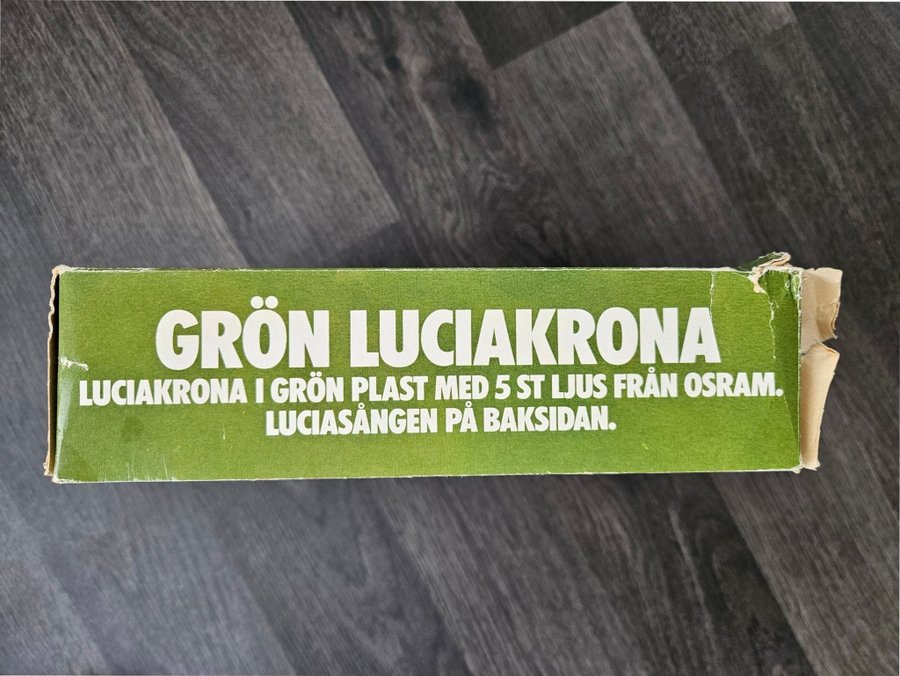 GRÖN LUCIAKRONA
LUCIAKRONA I GRÖN PLAST MED 5 ST LJUS FRÅN OSRAM.
LUCIASÅNGEN PÅ BAKSIDAN.